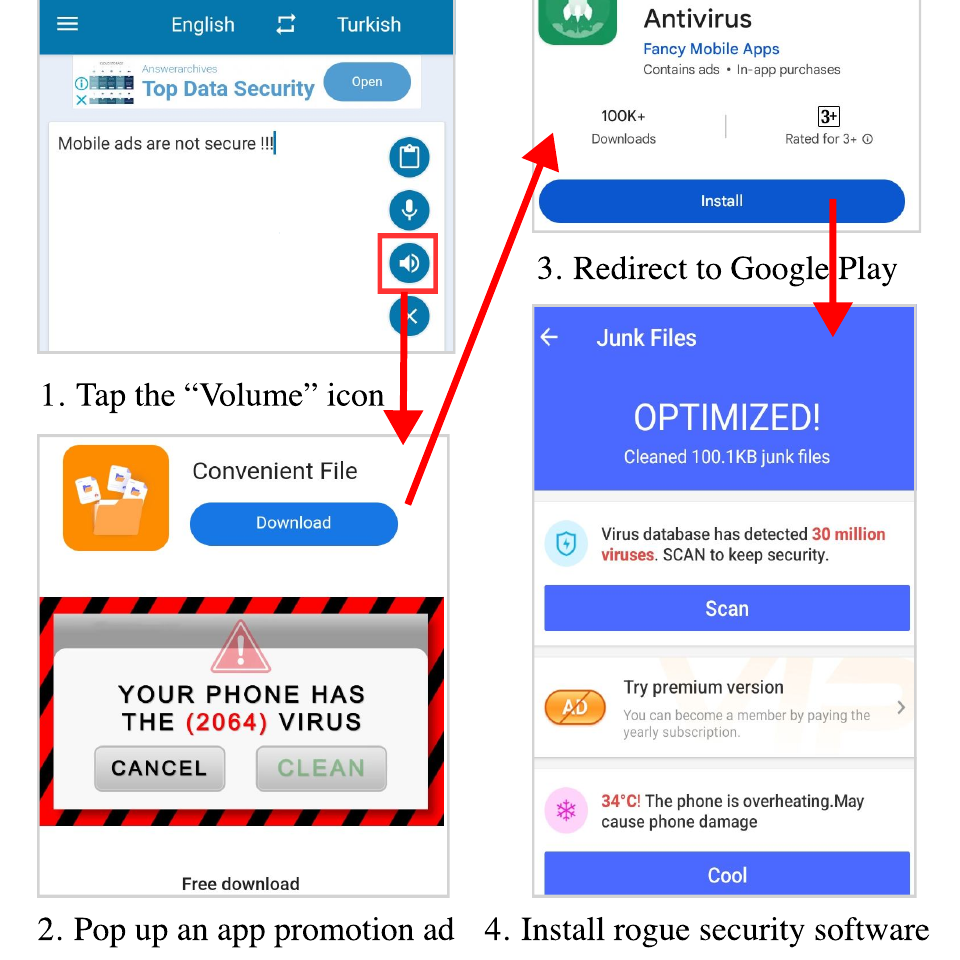 English Turkish
Answerarchives
Top Data Security
Open
Mobile ads are not secure !!!
1. Tap the “Volume” icon
Convenient File
Download
YOUR PHONE HAS
THE (2064) VIRUS
CANCEL CLEAN
Free download
2. Pop up an app promotion ad
Antivirus
Fancy Mobile Apps
Contains ads • In-app purchases
100K+ 3+
Downloads Rated for 3+
Install
3. Redirect to Google Play
Junk Files
OPTIMIZED!
Cleaned 100.1KB junk files
Virus database has detected 30 million
viruses. SCAN to keep security.
Scan
VIP
AD
Try premium version
You can become a member by paying the
yearly subscription.
34°C! The phone is overheating.May
cause phone damage
Cool
4. Install rogue security software